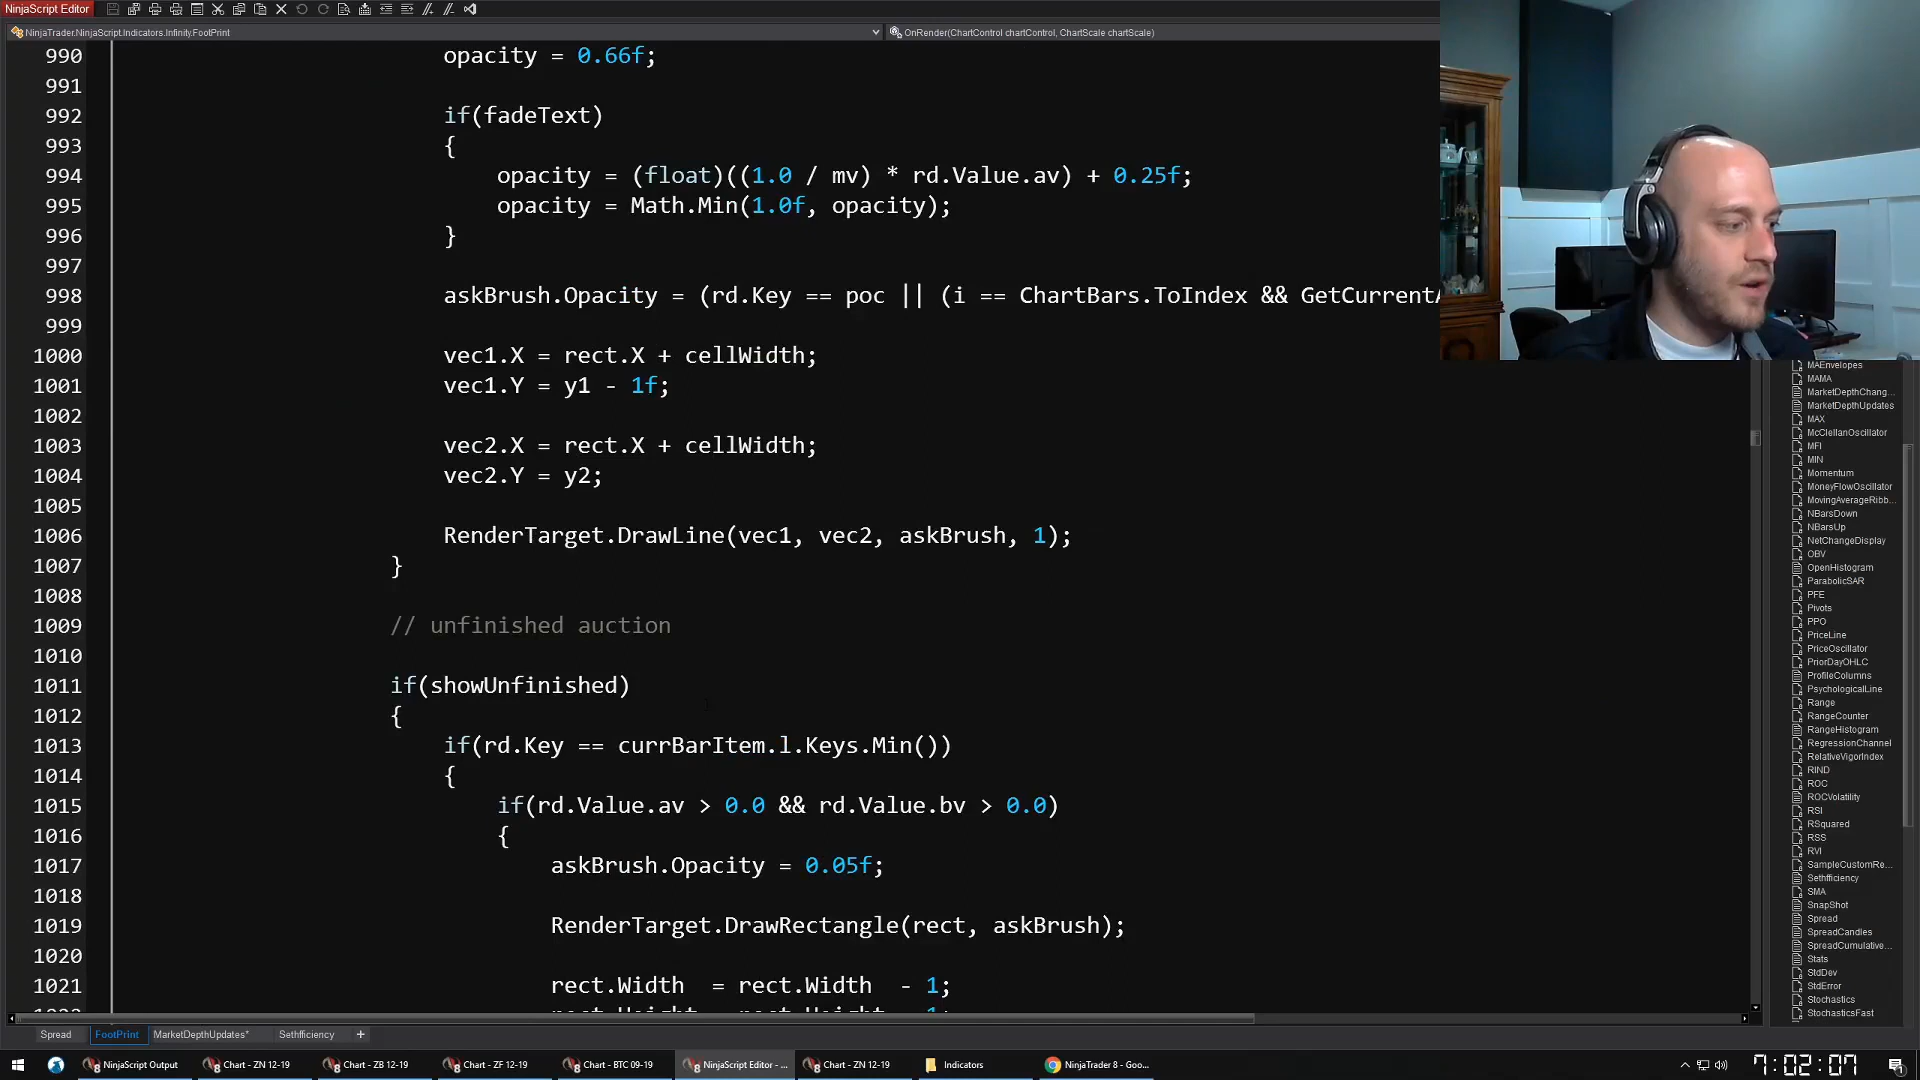 NinjaScript Editor
NinjaTrader.NinjaScript.Indicators.Infinity.FootPrint
OnRender(ChartControl chartControl, ChartScale chartScale)
990 opacity = 0.66f;
991
992 if(fadeText)
993 {
994 opacity = (float)((1.0 / mv) * rd.Value.av) + 0.25f;
995 opacity = Math.Min(1.0f, opacity);
996 }
997
998 askBrush.Opacity = (rd.Key == poc || (i == ChartBars.ToIndex && GetCurrentA
999
1000 vec1.X = rect.X + cellWidth;
1001 vec1.Y = y1 - 1f;
1002
1003 vec2.X = rect.X + cellWidth;
1004 vec2.Y = y2;
1005
1006 RenderTarget.DrawLine(vec1, vec2, askBrush, 1);
1007 }
1008
1009 // unfinished auction
1010
1011 if(showUnfinished)
1012 {
1013 if(rd.Key == currBarItem.l.Keys.Min())
1014 {
1015 if(rd.Value.av > 0.0 && rd.Value.bv > 0.0)
1016 {
1017 askBrush.Opacity = 0.05f;
1018
1019 RenderTarget.DrawRectangle(rect, askBrush);
1020
1021 rect.Width = rect.Width - 1;
MAEnvelopes
MAMA
MarketDepthChang...
MarketDepthUpdates
MAX
McClellanOscillator
MFI
MIN
Momentum
MoneyFlowOscillator
MovingAverageRibb...
NBarsDown
NBarsUp
NetChangeDisplay
OBV
OpenHistogram
ParabolicSAR
PFE
Pivots
PPO
PriceLine
PriceOscillator
PriorDayOHLC
ProfileColumns
PsychologicalLine
Range
RangeCounter
RangeHistogram
RegressionChannel
RelativeVigorIndex
RIND
ROC
ROCVolatility
RSI
RSquared
RSS
RVI
SampleCustomRe...
Sethfficiency
SMA
SnapShot
Spread
SpreadCandles
SpreadCumulative...
Stats
StdDev
StdError
Stochastics
StochasticsFast
Spread FootPrint MarketDepthUpdates* Sethfficiency +
NinjaScript Output Chart - ZN 12-19 Chart - ZB 12-19 Chart - ZF 12-19 Chart - BTC 09-19 NinjaScript Editor - ... Chart - ZN 12-19 Indicators NinjaTrader 8 - Goo... 7:02:07